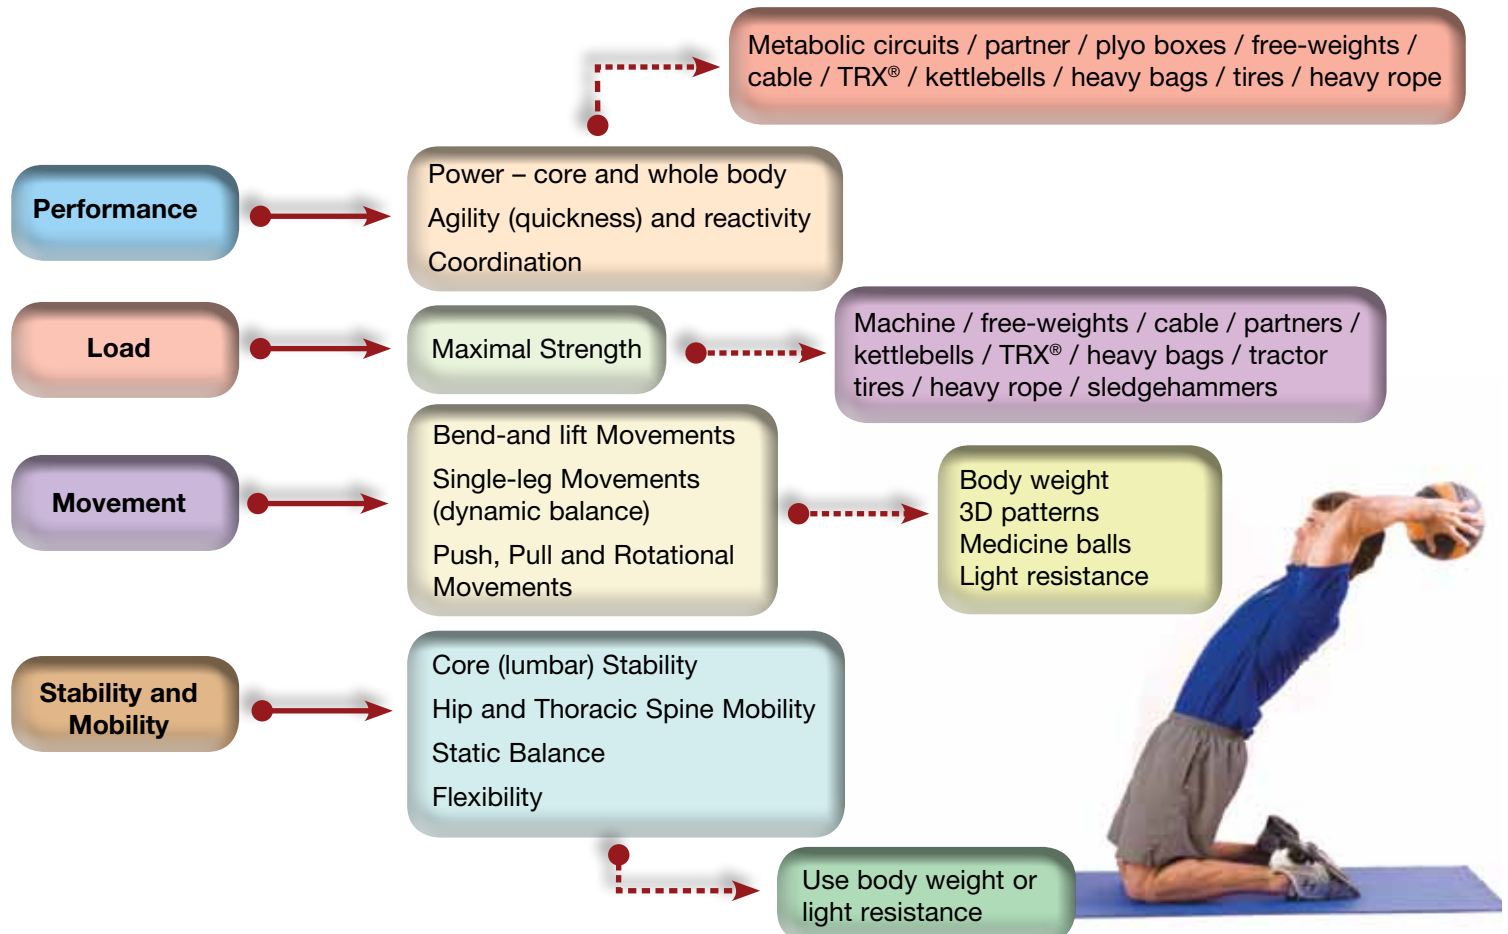 Metabolic circuits / partner / plyo boxes / free-weights /
cable / TRX® / kettlebells / heavy bags / tires / heavy rope
Performance
Power – core and whole body
Agility (quickness) and reactivity
Coordination
Load
Maximal Strength
Machine / free-weights / cable / partners /
kettlebells / TRX® / heavy bags / tractor
tires / heavy rope / sledgehammers
Movement
Bend-and lift Movements
Single-leg Movements
(dynamic balance)
Push, Pull and Rotational
Movements
Body weight
3D patterns
Medicine balls
Light resistance
Stability and
Mobility
Core (lumbar) Stability
Hip and Thoracic Spine Mobility
Static Balance
Flexibility
Use body weight or
light resistance